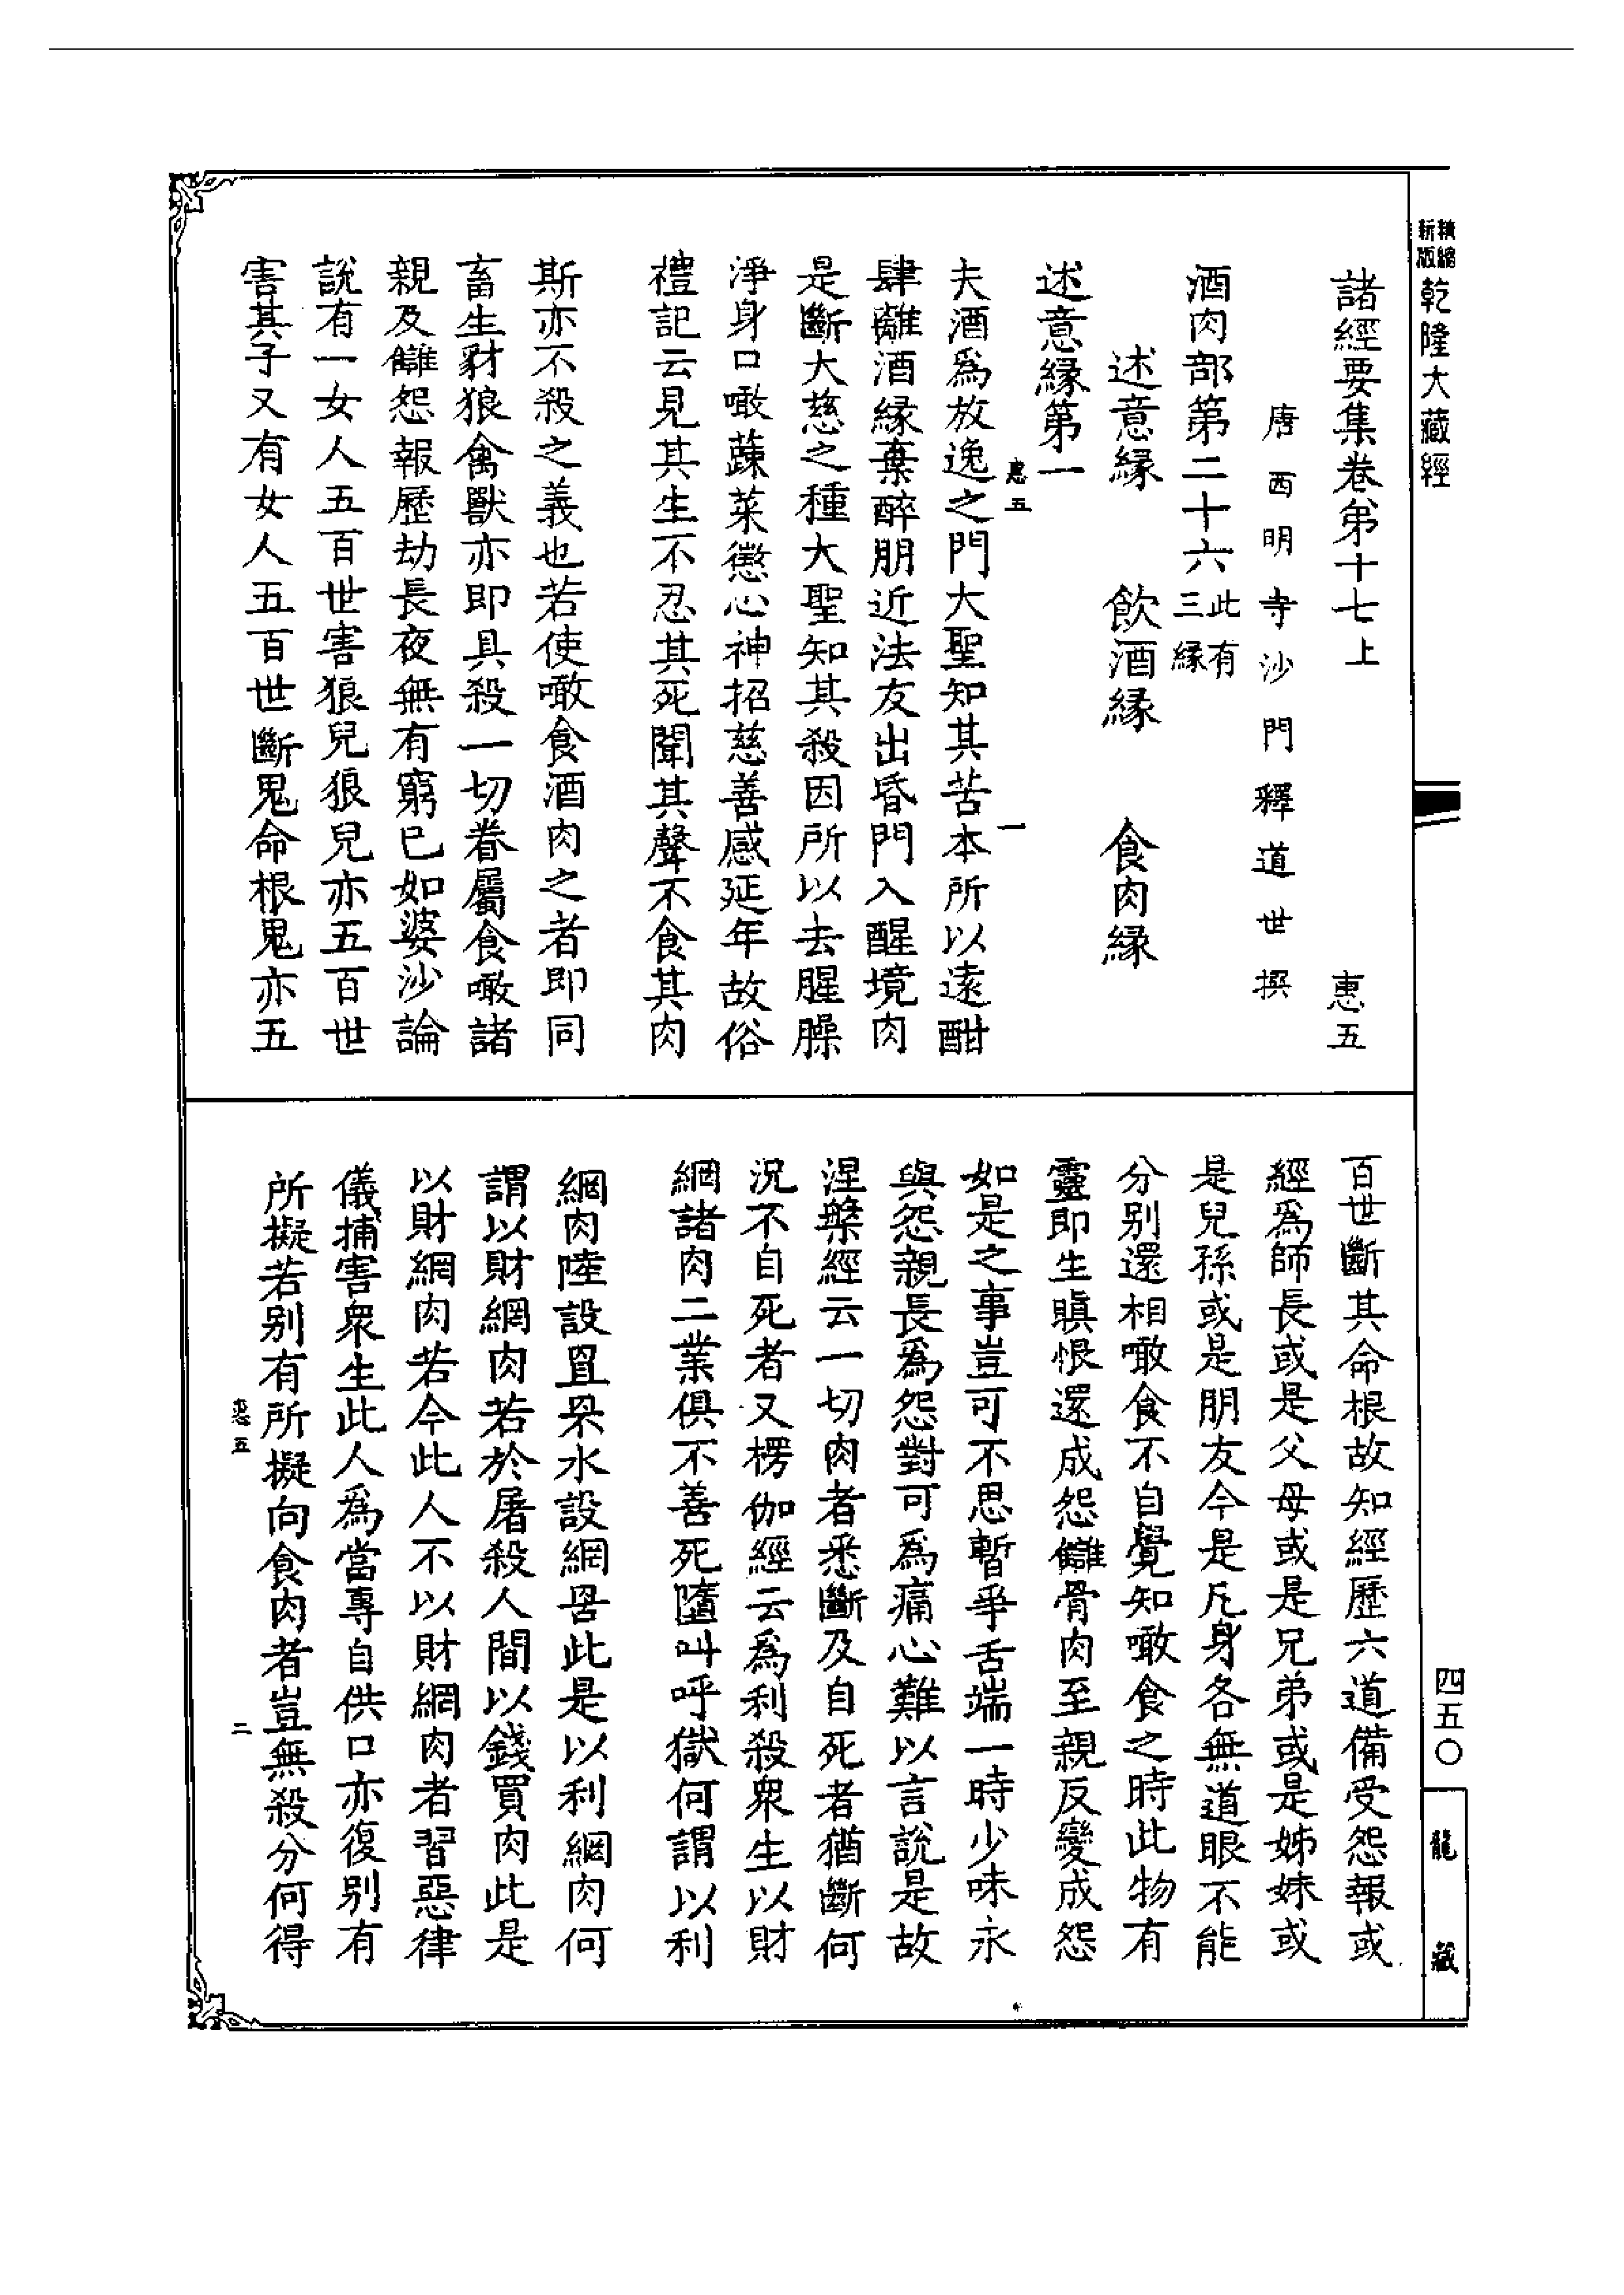 新版精縮
乾隆大藏經
諸經要集卷第十七上 惠五
唐西明寺沙門釋道世撰
酒肉部第二十六 此有三緣
述意緣 飲酒緣 食肉緣
述意緣第一
惠五 一
夫酒爲放逸之門大聖知其苦本所以遠酣
肆離酒緣棄醉朋近法友出昏門入醒境肉
是斷大慈之種大聖知其殺因所以去腥臊
淨身口噉蔬菜懲心神招慈善感延年故俗
禮記云見其生不忍其死聞其聲不食其肉
斯亦不殺之義也若使噉食酒肉之者即同
畜生豺狼禽獸亦即具殺一切眷屬食噉諸
親及讎怨報歷劫長夜無有窮已如婆沙論
說有一女人五百世害狼兒狼兒亦五百世
害其子又有女人五百世斷鬼命根鬼亦五
百世斷其命根故知經歷六道備受怨報或
經爲師長或是父母或是兄弟或是姊妹或
是兒孫或是朋友今是凡身各無道眼不能
分別還相噉食不自覺知噉食之時此物有
靈即生瞋恨還成怨讎骨肉至親反變成怨
如是之事豈可不思暫爭舌端一時少味永
與怨親長爲怨對可爲痛心難以言說是故
涅槃經云一切肉者悉斷及自死者猶斷何
況不自死者又楞伽經云爲利殺衆生以財
網諸肉二業俱不善死墮叫呼獄何謂以利
網肉陸設罝罘水設網罟此是以利網肉何
謂以財網肉若於屠殺人間以錢買肉此是
以財網肉若今此人不以財網肉者習惡律
儀捕害衆生此人爲當專自供口亦復別有
所擬若別有所擬向食肉者豈無殺分何得
惠五 二
四五〇
龍藏